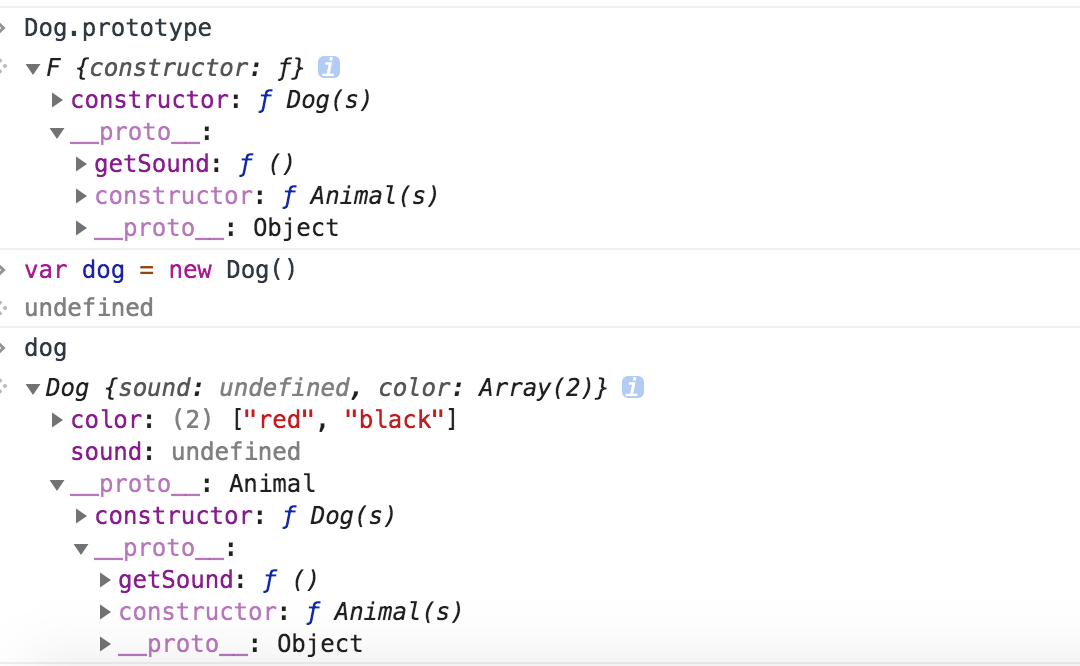 Dog.prototype
▼F {constructor: ƒ} i
▶constructor: ƒ Dog(s)
▼__proto__:
▶getSound: ƒ ()
▶constructor: ƒ Animal(s)
▶__proto__: Object
var dog = new Dog()
undefined
dog
▼Dog {sound: undefined, color: Array(2)} i
▶color: (2) ["red", "black"]
sound: undefined
▼__proto__: Animal
▶constructor: ƒ Dog(s)
▼__proto__:
▶getSound: ƒ ()
▶constructor: ƒ Animal(s)
▶__proto__: Object